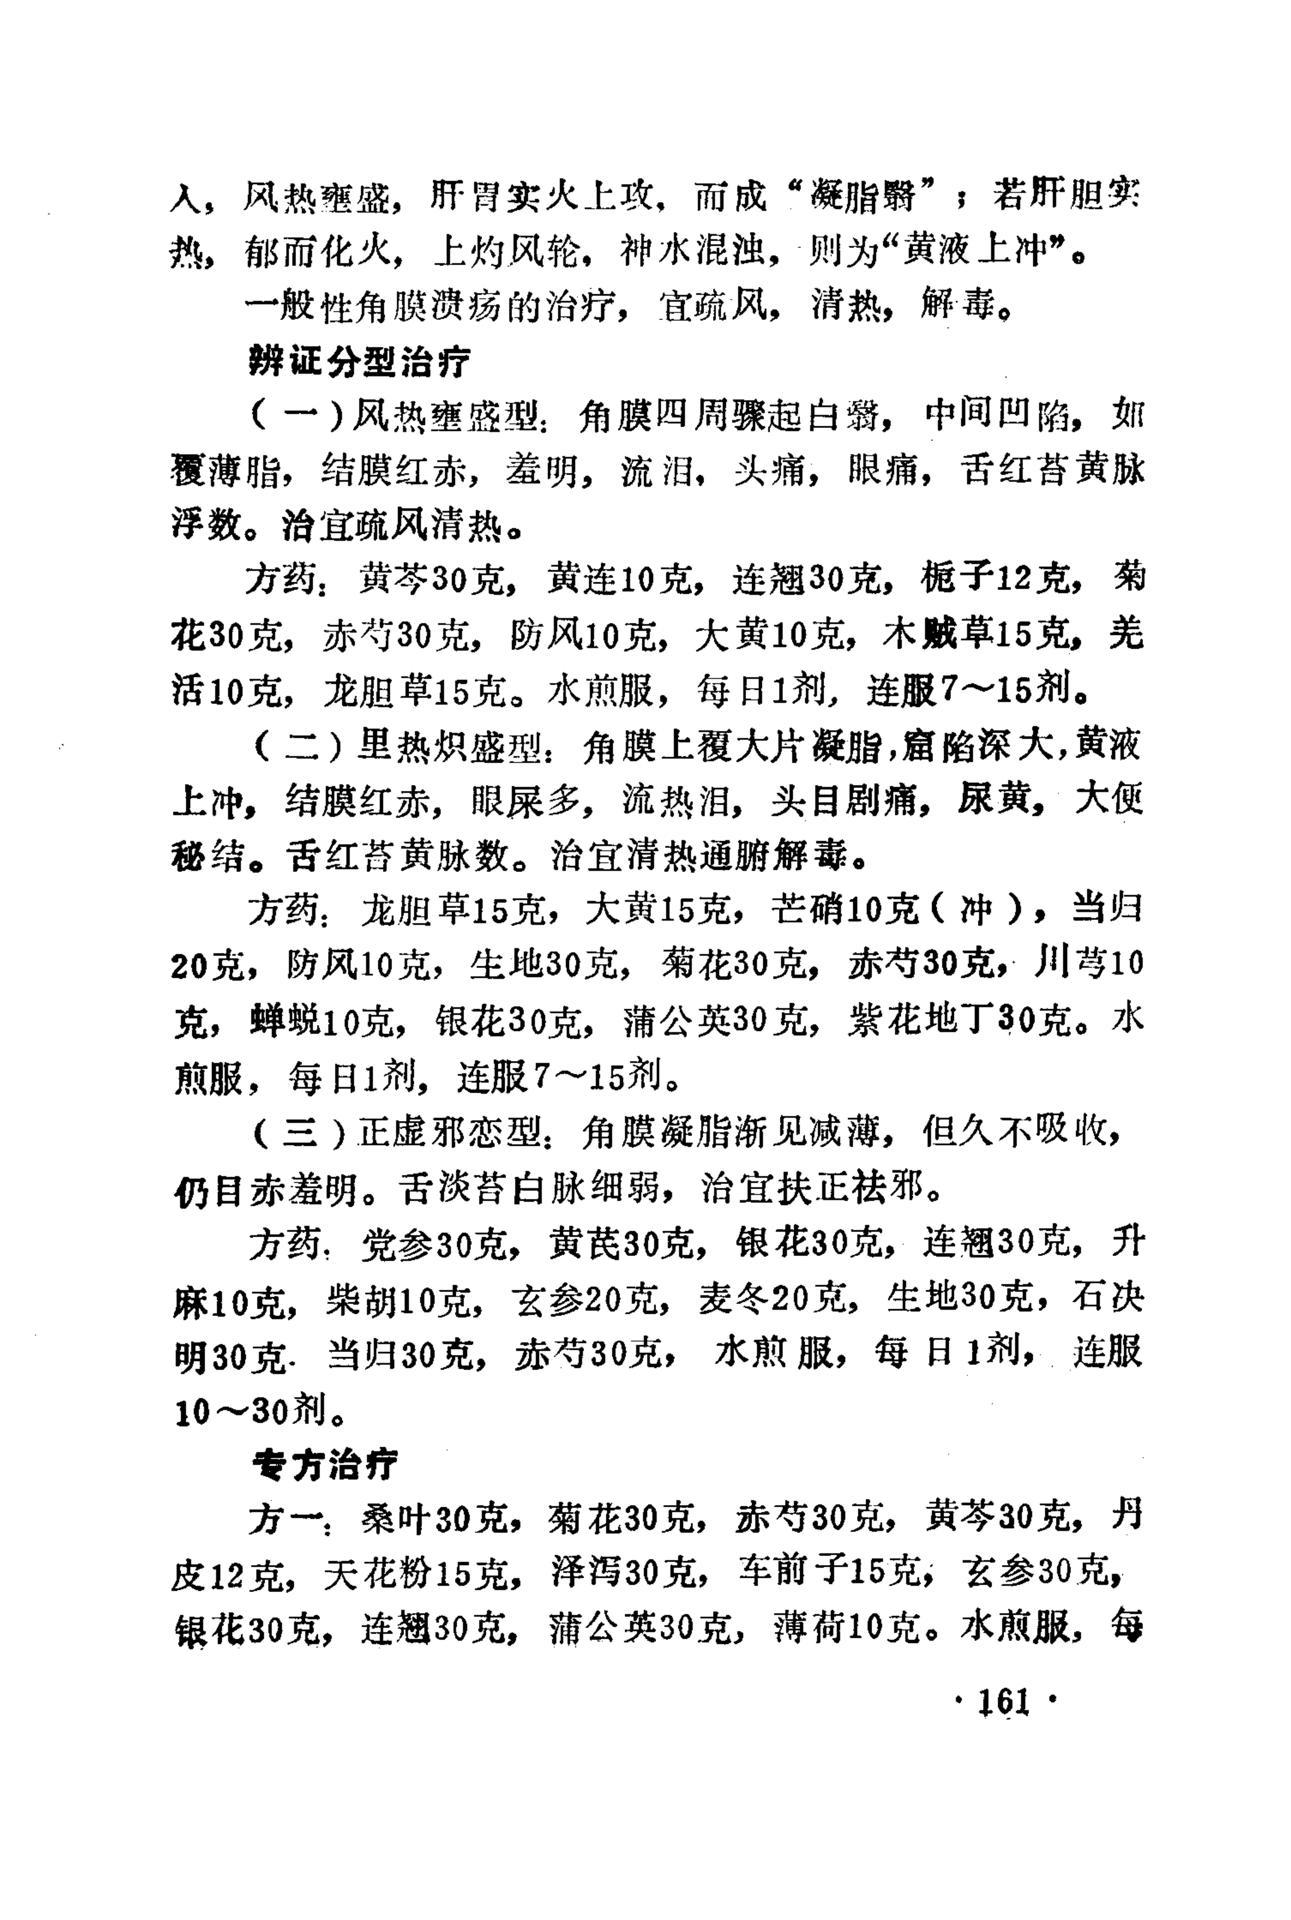 入，风热壅盛，肝胃实火上攻，而成“凝脂翳”；若肝胆实
热，郁而化火，上灼风轮，神水混浊，则为“黄液上冲”。
一般性角膜溃疡的治疗，宜疏风，清热，解毒。
辨证分型治疗
（一）风热壅盛型：角膜四周骤起白翳，中间凹陷，如
覆薄脂，结膜红赤，羞明，流泪，头痛，眼痛，舌红苔黄脉
浮数。治宜疏风清热。
方药：黄芩30克，黄连10克，连翘30克，栀子12克，菊
花30克，赤芍30克，防风10克，大黄10克，木贼草15克，羌
活10克，龙胆草15克。水煎服，每日1剂，连服7～15剂。
（二）里热炽盛型：角膜上覆大片凝脂，窟陷深大，黄液
上冲，结膜红赤，眼屎多，流热泪，头目剧痛，尿黄，大便
秘结。舌红苔黄脉数。治宜清热通腑解毒。
方药：龙胆草15克，大黄15克，芒硝10克（冲），当归
20克，防风10克，生地30克，菊花30克，赤芍30克，川芎10
克，蝉蜕10克，银花30克，蒲公英30克，紫花地丁30克。水
煎服，每日1剂，连服7～15剂。
（三）正虚邪恋型：角膜凝脂渐见减薄，但久不吸收，
仍目赤羞明。舌淡苔白脉细弱，治宜扶正祛邪。
方药：党参30克，黄芪30克，银花30克，连翘30克，升
麻10克，柴胡10克，玄参20克，麦冬20克，生地30克，石决
明30克．当归30克，赤芍30克，水煎服，每日1剂，连服
10～30剂。
专方治疗
方一：桑叶30克，菊花30克，赤芍30克，黄芩30克，丹
皮12克，天花粉15克，泽泻30克，车前子15克；玄参30克，
银花30克，连翘30克，蒲公英30克，薄荷10克。水煎服，每
·161·